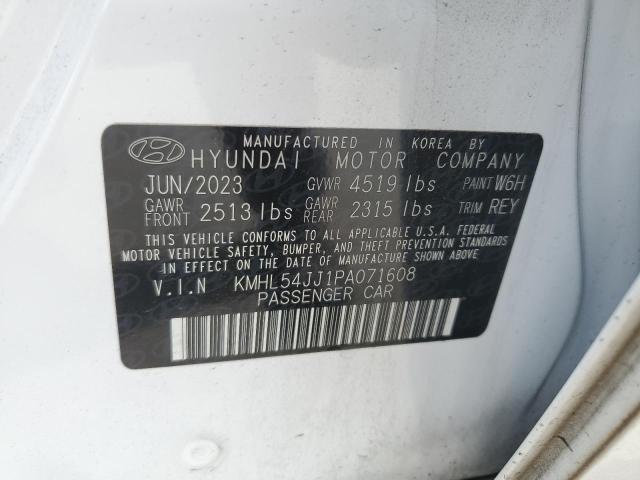 MANUFACTURED IN KOREA BY
HYUNDAI MOTOR COMPANY
JUN/2023 GVWR 4519 lbs PAINT W6H
GAWR FRONT 2513 lbs GAWR REAR 2315 lbs TRIM REY
THIS VEHICLE CONFORMS TO ALL APPLICABLE U.S.A. FEDERAL
MOTOR VEHICLE SAFETY, BUMPER, AND THEFT PREVENTION STANDARDS
IN EFFECT ON THE DATE OF MANUFACTURE SHOWN ABOVE.
V.I.N KMHL54JJ1PA071608
PASSENGER CAR